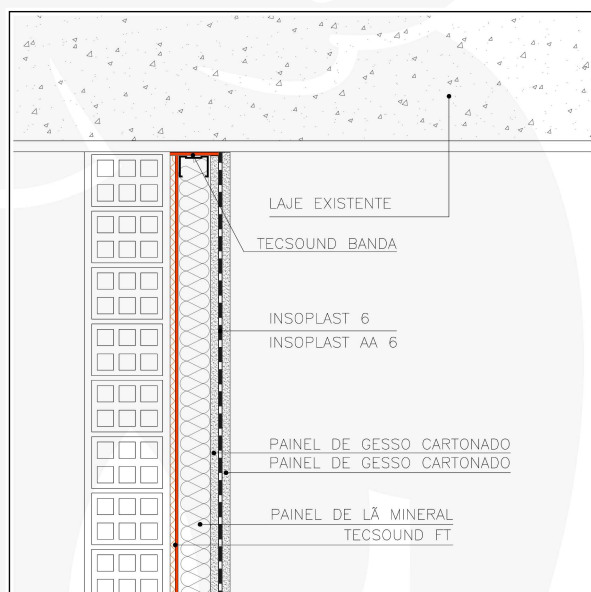 LAJE EXISTENTE
TECSOUND BANDA
INSOPLAST 6
INSOPLAST AA 6
PAINEL DE GESSO CARTONADO
PAINEL DE GESSO CARTONADO
PAINEL DE LÃ MINERAL
TECSOUND FT